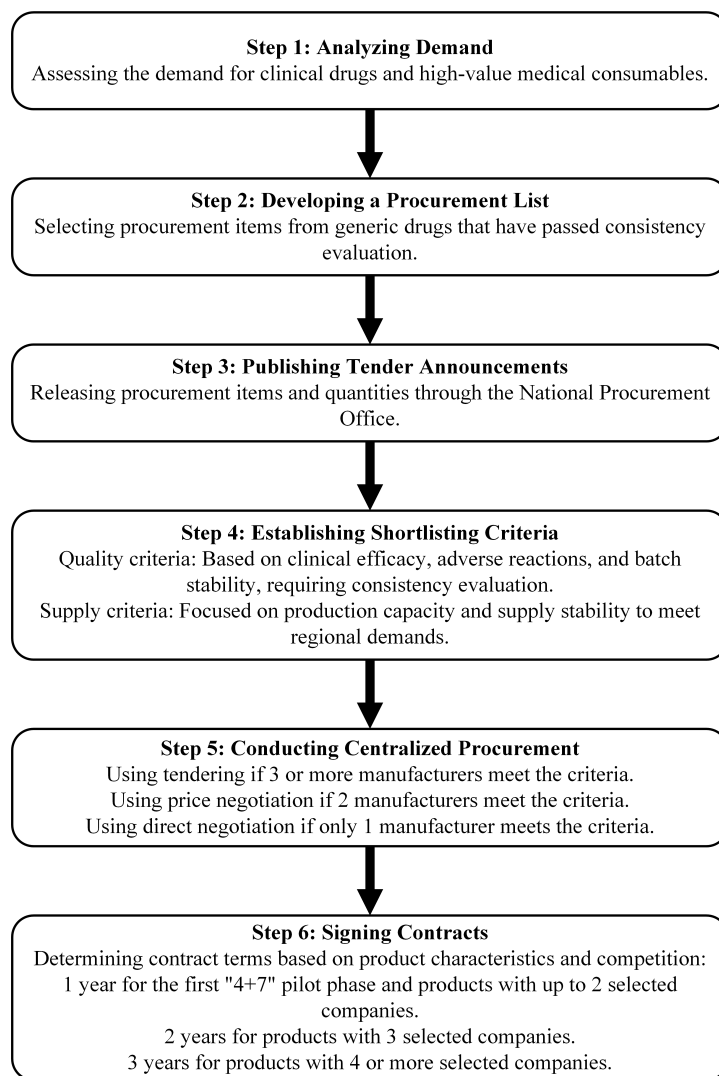 Step 1: Analyzing Demand
Assessing the demand for clinical drugs and high-value medical consumables.
Step 2: Developing a Procurement List
Selecting procurement items from generic drugs that have passed consistency
evaluation.
Step 3: Publishing Tender Announcements
Releasing procurement items and quantities through the National Procurement
Office.
Step 4: Establishing Shortlisting Criteria
Quality criteria: Based on clinical efficacy, adverse reactions, and batch
stability, requiring consistency evaluation.
Supply criteria: Focused on production capacity and supply stability to meet
regional demands.
Step 5: Conducting Centralized Procurement
Using tendering if 3 or more manufacturers meet the criteria.
Using price negotiation if 2 manufacturers meet the criteria.
Using direct negotiation if only 1 manufacturer meets the criteria.
Step 6: Signing Contracts
Determining contract terms based on product characteristics and competition:
1 year for the first "4+7" pilot phase and products with up to 2 selected
companies.
2 years for products with 3 selected companies.
3 years for products with 4 or more selected companies.